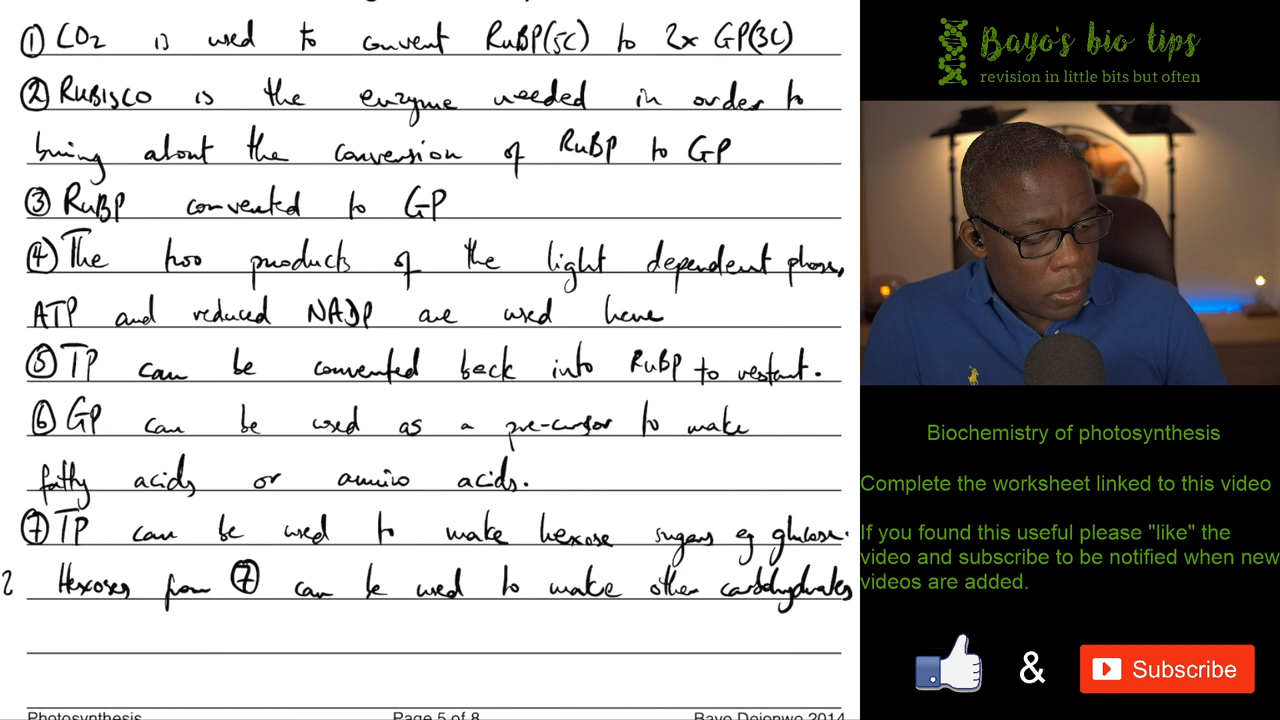 ① CO2 is used to convert RuBP(5C) to 2x GP(3C)
② RUBISCO is the enzyme needed in order to
bring about the conversion of RuBP to GP
③ RuBP converted to GP
④ The two products of the light dependent phase,
ATP and reduced NADP are used here
⑤ TP can be converted back into RuBP to restart.
⑥ GP can be used as a pre-cursor to make
fatty acids or amino acids.
⑦ TP can be used to make hexose sugars eg glucose.
Hexoses from ⑦ can be used to make other carbohydrates
Photosynthesis Page 5 of 8 Bayo Dejonwo 2014
Bayo's bio tips
revision in little bits but often
Biochemistry of photosynthesis
Complete the worksheet linked to this video
If you found this useful please "like" the
video and subscribe to be notified when new
videos are added.
& Subscribe